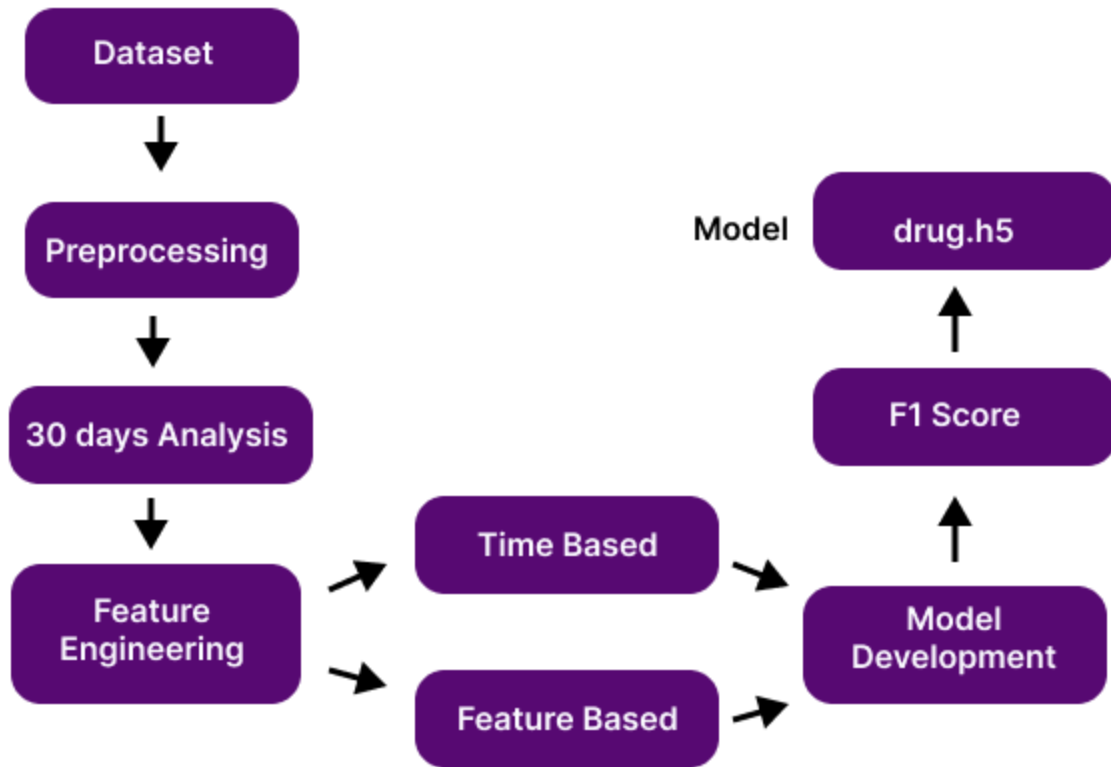 Dataset
Preprocessing
30 days Analysis
Feature
Engineering
Time Based
Feature Based
Model
Development
F1 Score
Model
drug.h5